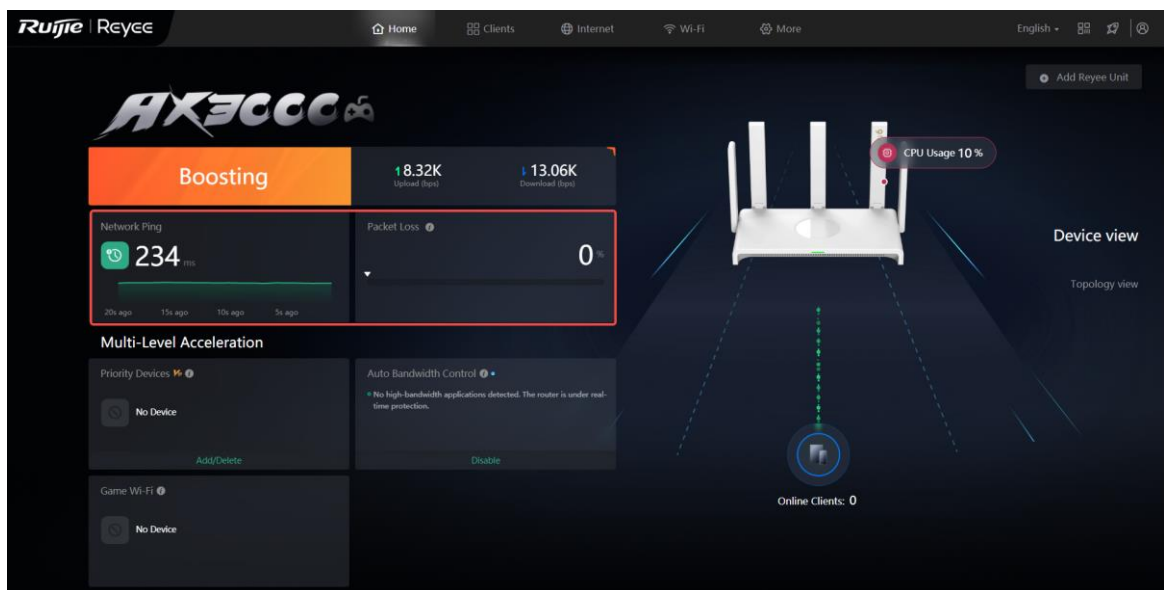 Ruijie | Reyee
Home
Clients
Internet
Wi-Fi
More
English
Add Reyee Unit
AX3000
Boosting
8.32K
Upload (bps)
13.06K
Download (bps)
CPU Usage 10 %
Network Ping
234 ms
20s ago 15s ago 10s ago 5s ago
Packet Loss
0 %
Device view
Topology view
Multi-Level Acceleration
Priority Devices
No Device
Add/Delete
Auto Bandwidth Control
No high-bandwidth applications detected. The router is under real-
time protection.
Disable
Game Wi-Fi
No Device
Online Clients: 0